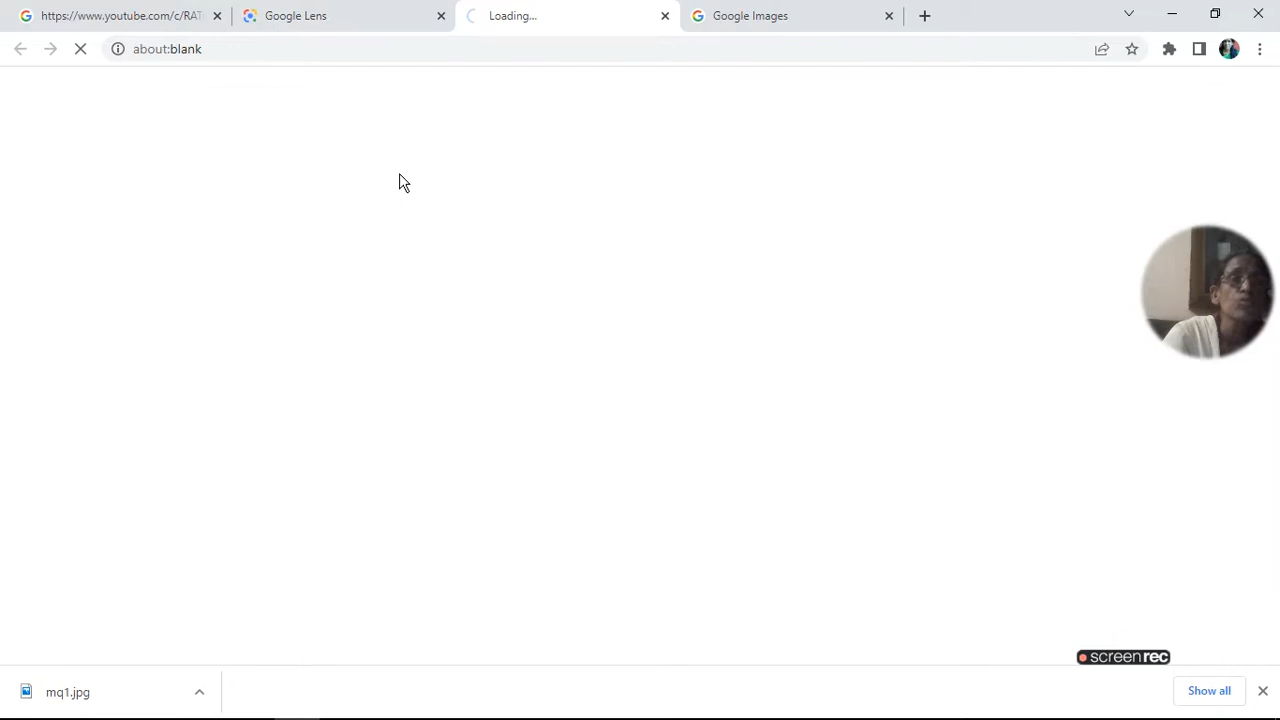 https://www.youtube.com/c/RAT
Google Lens
Loading...
Google Images
about:blank
screenrec
mq1.jpg
Show all